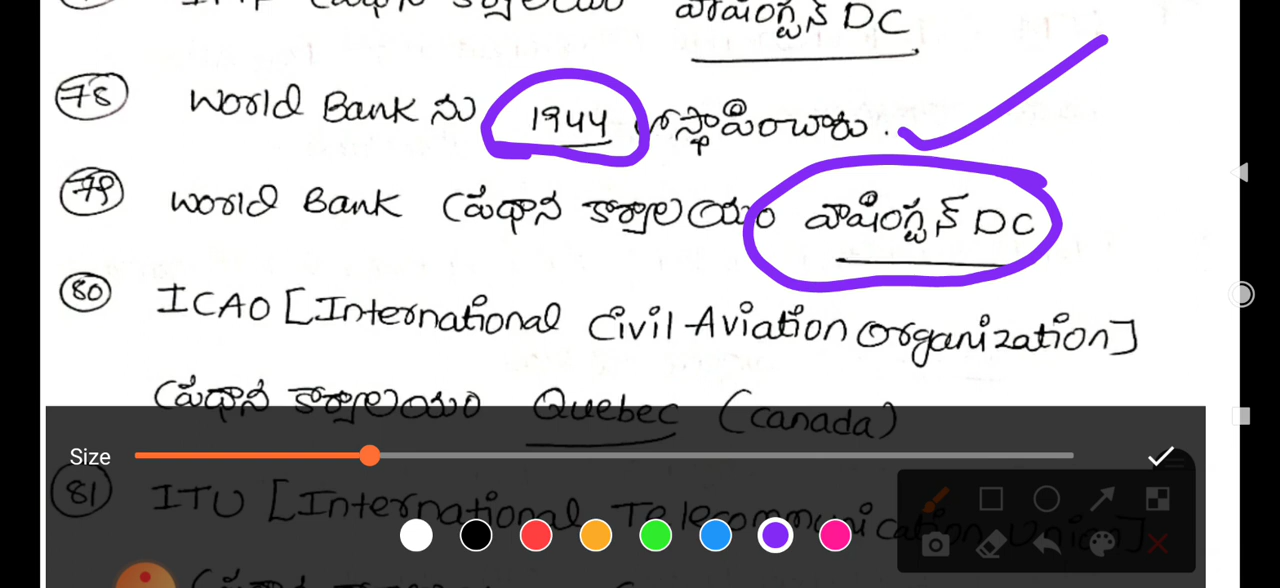 ప్రధాన కార్యాలయం వాషింగ్టన్ DC
78 World Bank ను 1944 లో స్థాపించారు.
79 World Bank ప్రధాన కార్యాలయం వాషింగ్టన్ DC
80 ICAO [International Civil Aviation Organization]
ప్రధాన కార్యాలయం Quebec (Canada)
Size
81 ITU [International Telecommunication Union]